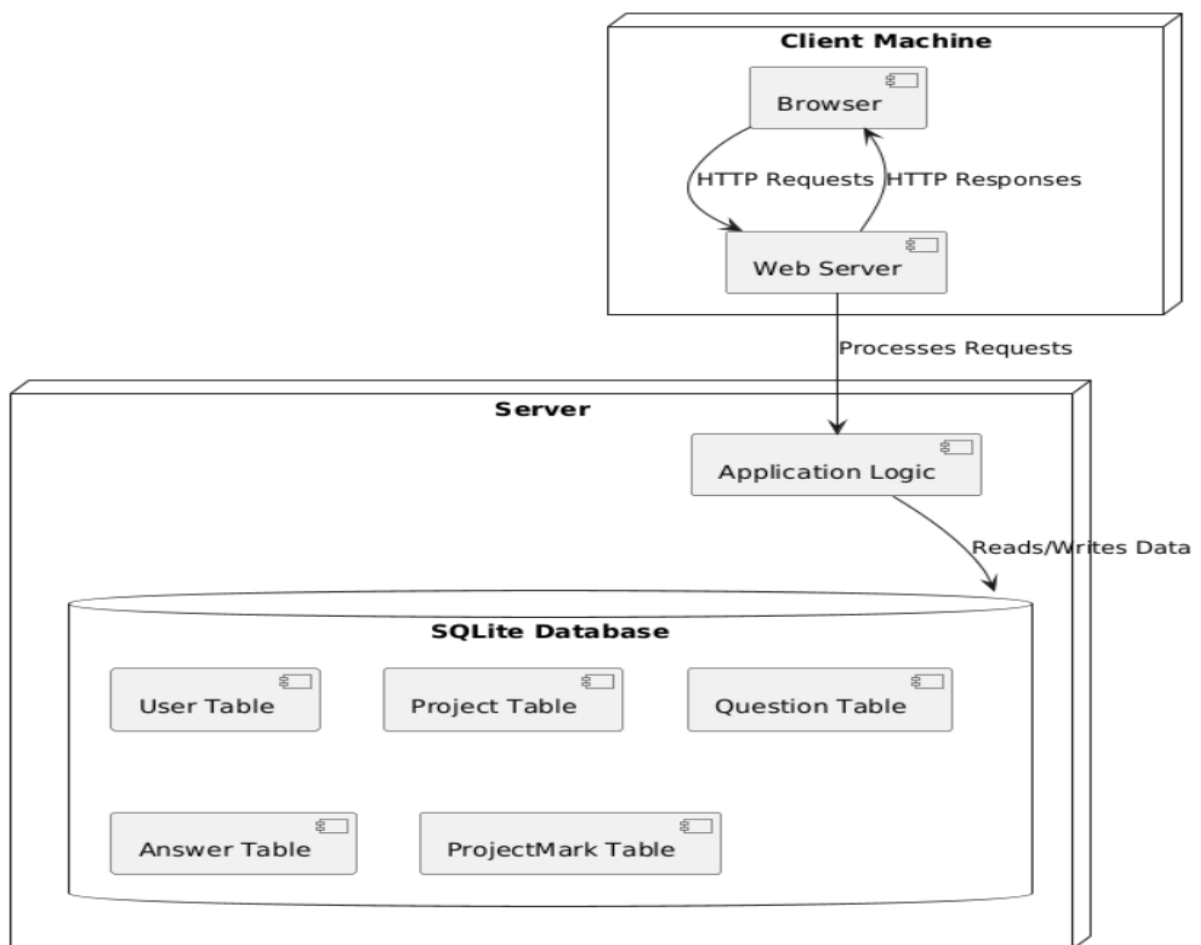 Client Machine
Browser
HTTP Requests
HTTP Responses
Web Server
Processes Requests
Server
Application Logic
Reads/Writes Data
SQLite Database
User Table
Project Table
Question Table
Answer Table
ProjectMark Table